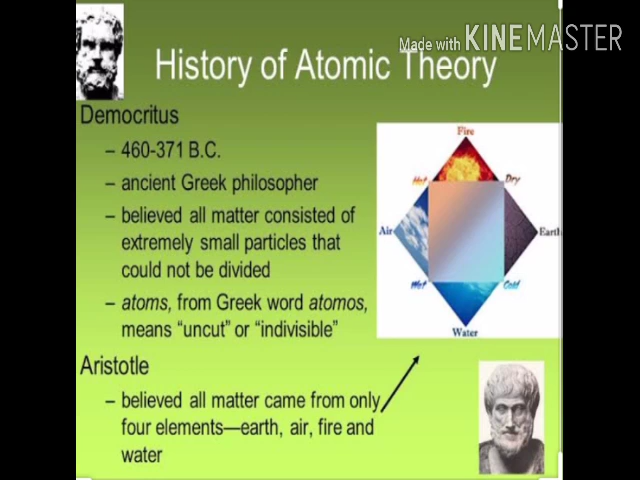 Made with KINEMASTER
History of Atomic Theory
Democritus
– 460-371 B.C.
– ancient Greek philosopher
– believed all matter consisted of
extremely small particles that
could not be divided
– atoms, from Greek word atomos,
means “uncut” or “indivisible”
Aristotle
– believed all matter came from only
four elements—earth, air, fire and
water
Fire
Hot
Dry
Air
Earth
Wet
Cold
Water